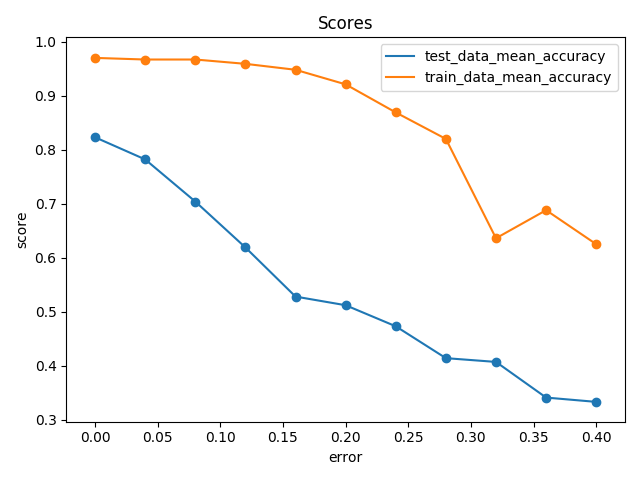 Scores
test_data_mean_accuracy
train_data_mean_accuracy
score
1.0
0.9
0.8
0.7
0.6
0.5
0.4
0.3
0.00 0.05 0.10 0.15 0.20 0.25 0.30 0.35 0.40
error